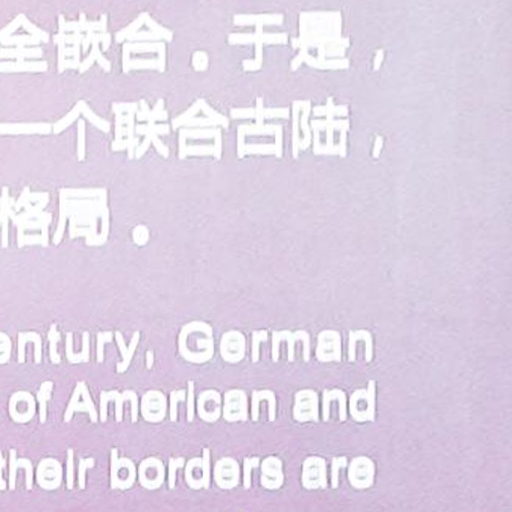 全嵌合。于是，
一个联合古陆，
格局。
entury, German
of American and
their borders are